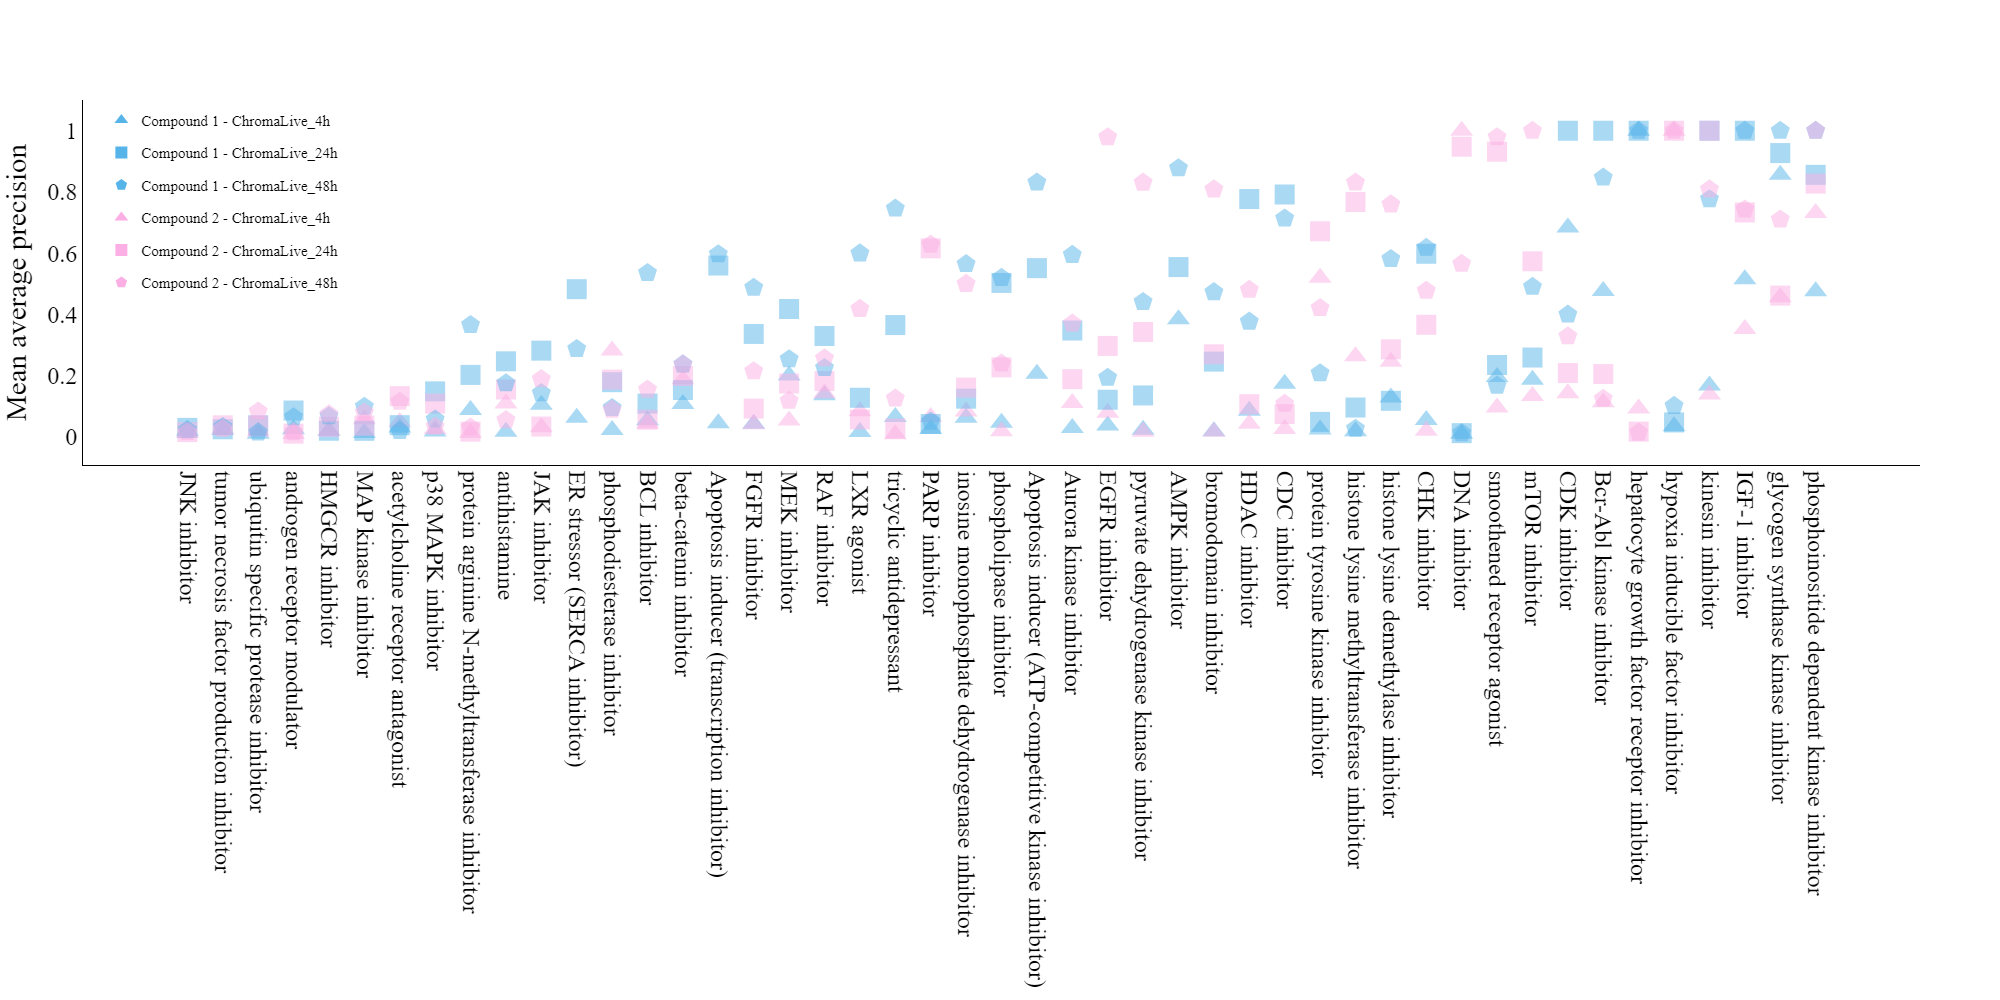 Compound 1 - ChromaLive_4h
Compound 1 - ChromaLive_24h
Compound 1 - ChromaLive_48h
Compound 2 - ChromaLive_4h
Compound 2 - ChromaLive_24h
Compound 2 - ChromaLive_48h
Mean average precision
1
0.8
0.6
0.4
0.2
0
JNK inhibitor
tumor necrosis factor production inhibitor
ubiquitin specific protease inhibitor
androgen receptor modulator
HMGCR inhibitor
MAP kinase inhibitor
acetylcholine receptor antagonist
p38 MAPK inhibitor
protein arginine N-methyltransferase inhibitor
antihistamine
JAK inhibitor
ER stressor (SERCA inhibitor)
phosphodiesterase inhibitor
BCL inhibitor
beta-catenin inhibitor
Apoptosis inducer (transcription inhibitor)
FGFR inhibitor
MEK inhibitor
RAF inhibitor
LXR agonist
tricyclic antidepressant
PARP inhibitor
inosine monophosphate dehydrogenase inhibitor
phospholipase inhibitor
Apoptosis inducer (ATP-competitive kinase inhibitor)
Aurora kinase inhibitor
EGFR inhibitor
pyruvate dehydrogenase kinase inhibitor
AMPK inhibitor
bromodomain inhibitor
HDAC inhibitor
CDC inhibitor
protein tyrosine kinase inhibitor
histone lysine methyltransferase inhibitor
histone lysine demethylase inhibitor
CHK inhibitor
DNA inhibitor
smoothened receptor agonist
mTOR inhibitor
CDK inhibitor
Bcr-Abl kinase inhibitor
hepatocyte growth factor receptor inhibitor
hypoxia inducible factor inhibitor
kinesin inhibitor
IGF-1 inhibitor
glycogen synthase kinase inhibitor
phosphoinositide dependent kinase inhibitor